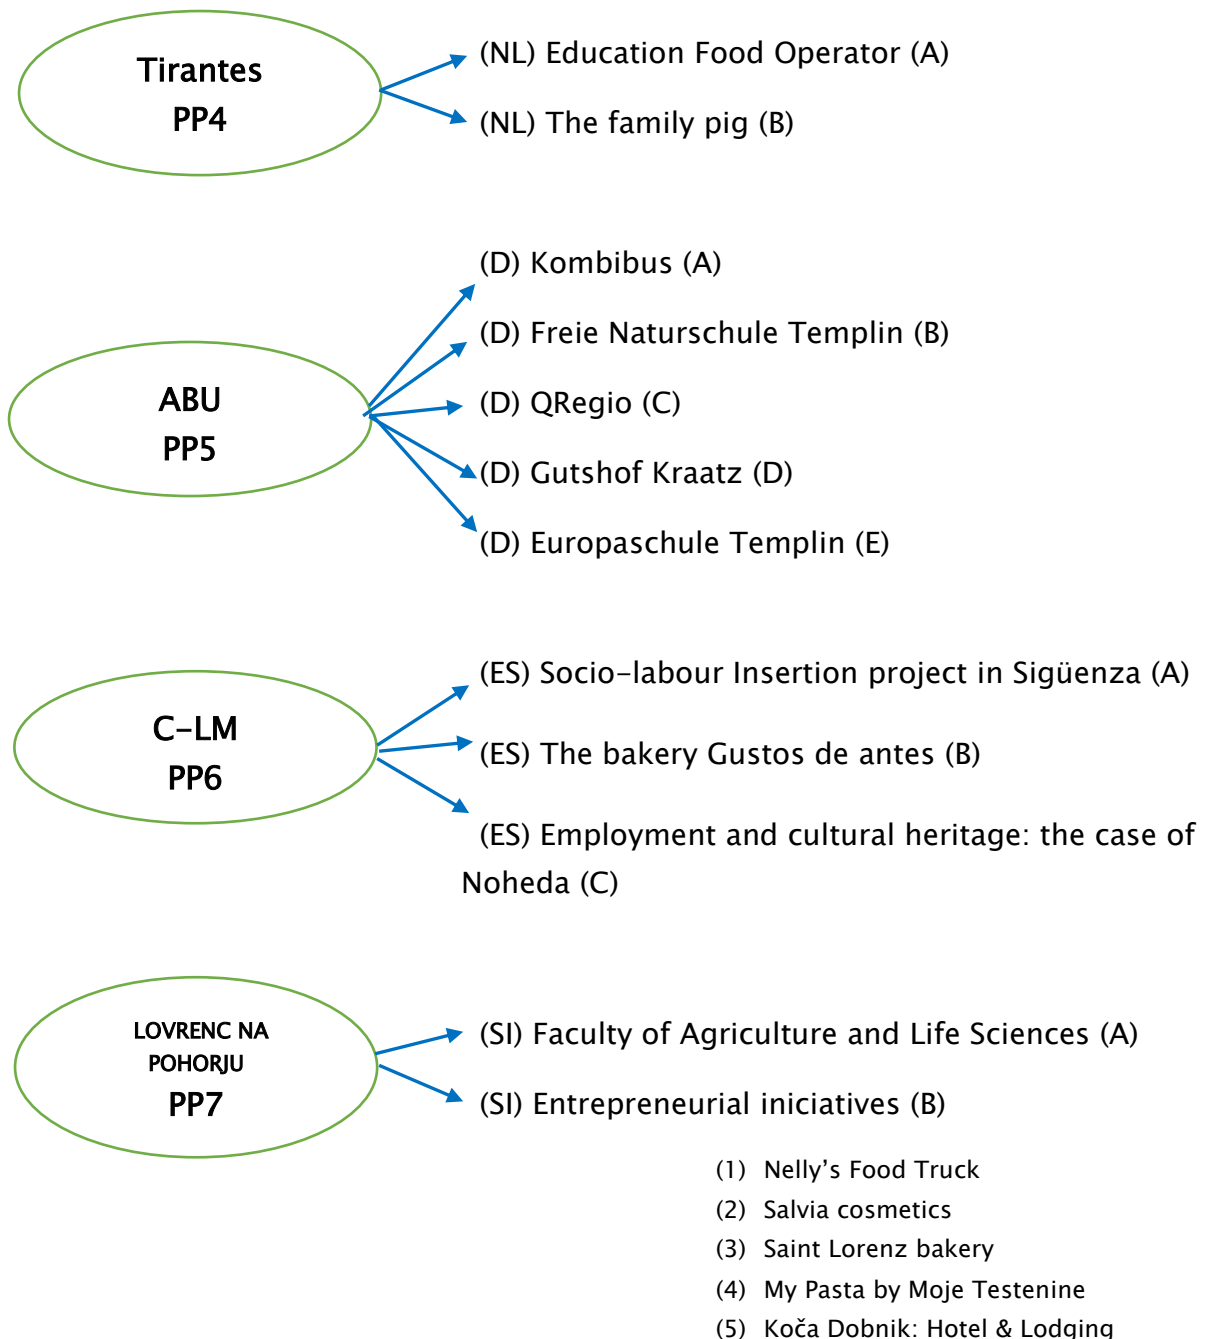 Tirantes
PP4
(NL) Education Food Operator (A)
(NL) The family pig (B)
ABU
PP5
(D) Kombibus (A)
(D) Freie Naturschule Templin (B)
(D) QRegio (C)
(D) Gutshof Kraatz (D)
(D) Europaschule Templin (E)
C-LM
PP6
(ES) Socio-labour Insertion project in Sigüenza (A)
(ES) The bakery Gustos de antes (B)
(ES) Employment and cultural heritage: the case of
Noheda (C)
LOVRENC NA
POHORJU
PP7
(SI) Faculty of Agriculture and Life Sciences (A)
(SI) Entrepreneurial iniciatives (B)
(1) Nelly’s Food Truck
(2) Salvia cosmetics
(3) Saint Lorenz bakery
(4) My Pasta by Moje Testenine
(5) Koča Dobnik: Hotel & Lodging